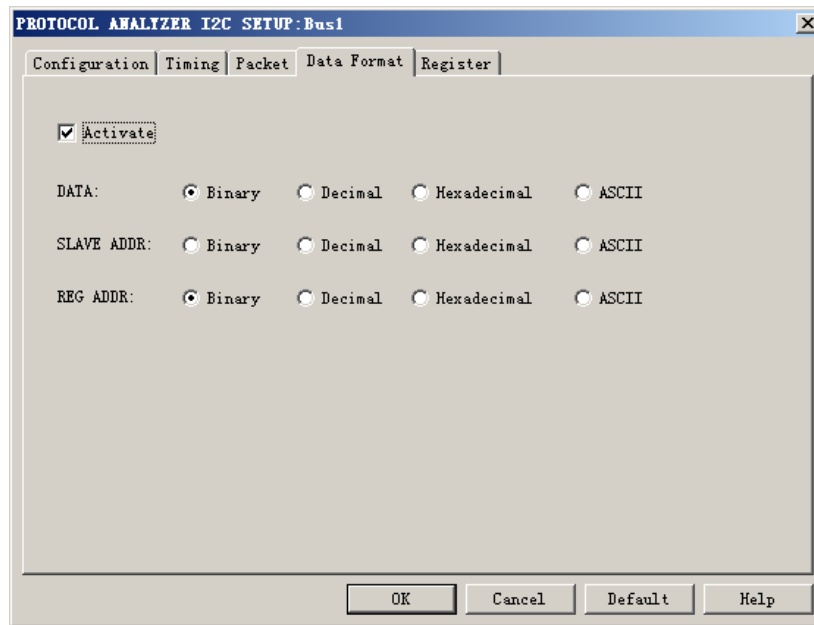 PROTOCOL ANALYZER I2C SETUP:Bus1
Configuration Timing Packet Data Format Register
Activate
DATA: Binary Decimal Hexadecimal ASCII
SLAVE ADDR: Binary Decimal Hexadecimal ASCII
REG ADDR: Binary Decimal Hexadecimal ASCII
OK Cancel Default Help